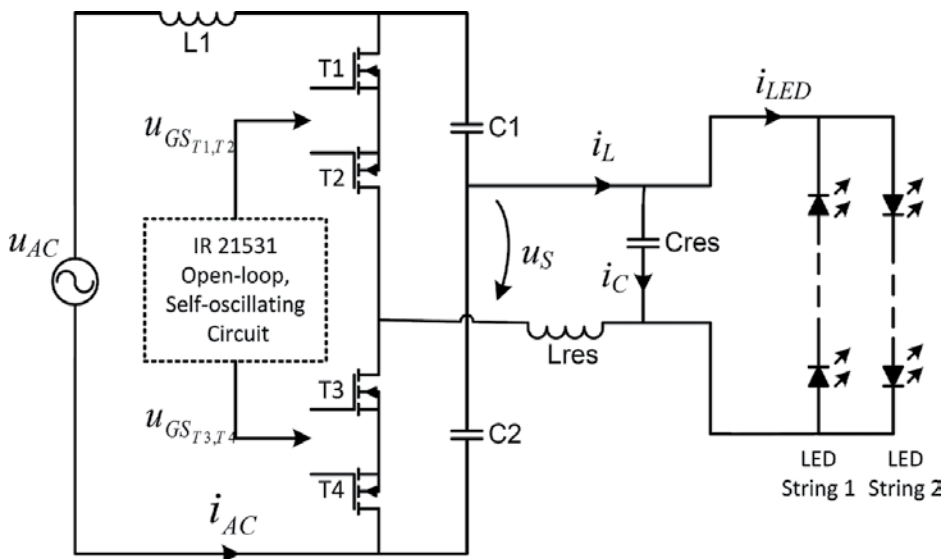 L1
T1
i_LED
u_GS_T1,T2
C1
i_L
T2
u_AC
IR 21531
Open-loop,
Self-oscillating
Circuit
u_S
Cres
i_C
Lres
T3
u_GS_T3,T4
C2
T4
i_AC
LED
String 1
LED
String 2